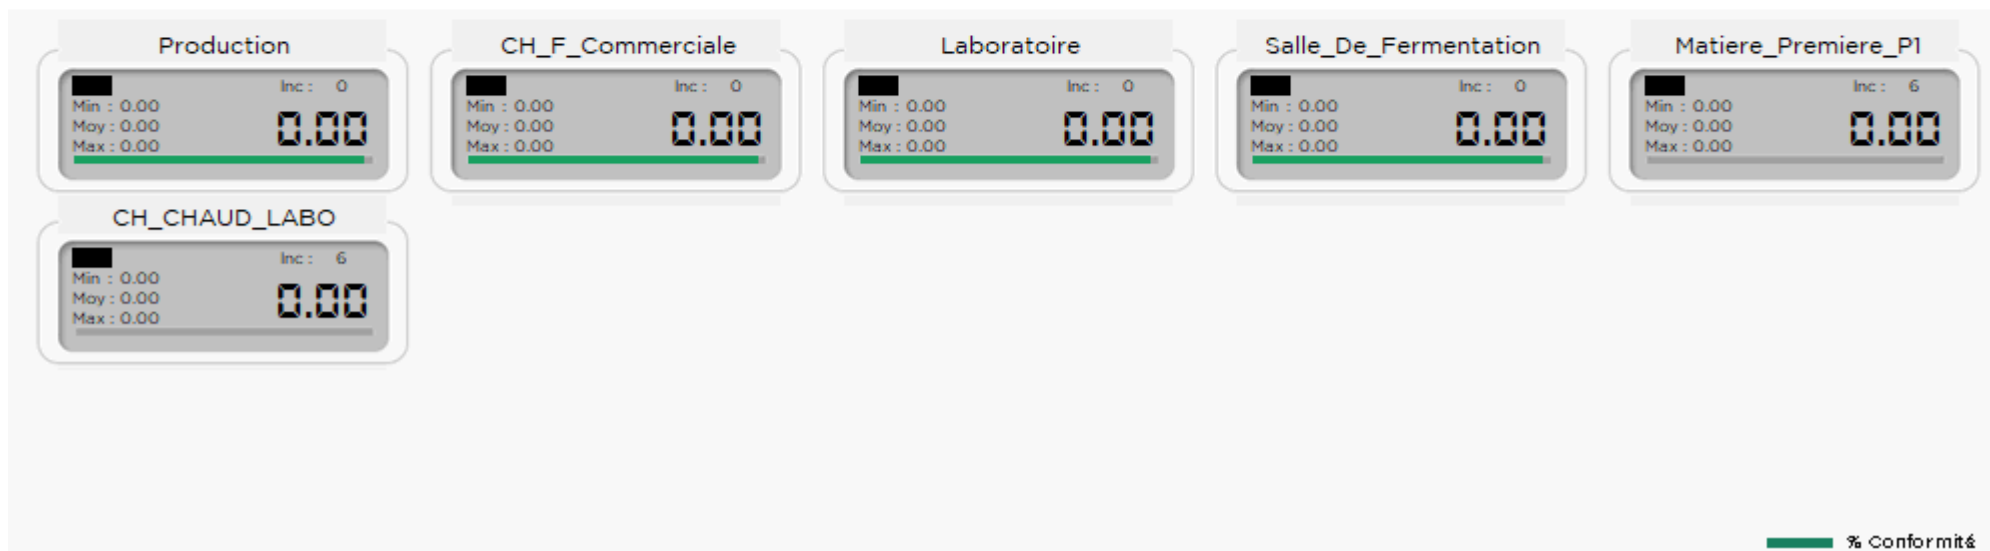 Production
Inc : 0
Min : 0.00
Moy : 0.00
Max : 0.00
0.00
CH_F_Commerciale
Inc : 0
Min : 0.00
Moy : 0.00
Max : 0.00
0.00
Laboratoire
Inc : 0
Min : 0.00
Moy : 0.00
Max : 0.00
0.00
Salle_De_Fermentation
Inc : 0
Min : 0.00
Moy : 0.00
Max : 0.00
0.00
Matiere_Premiere_P1
Inc : 6
Min : 0.00
Moy : 0.00
Max : 0.00
0.00
CH_CHAUD_LABO
Inc : 6
Min : 0.00
Moy : 0.00
Max : 0.00
0.00
% Conformité